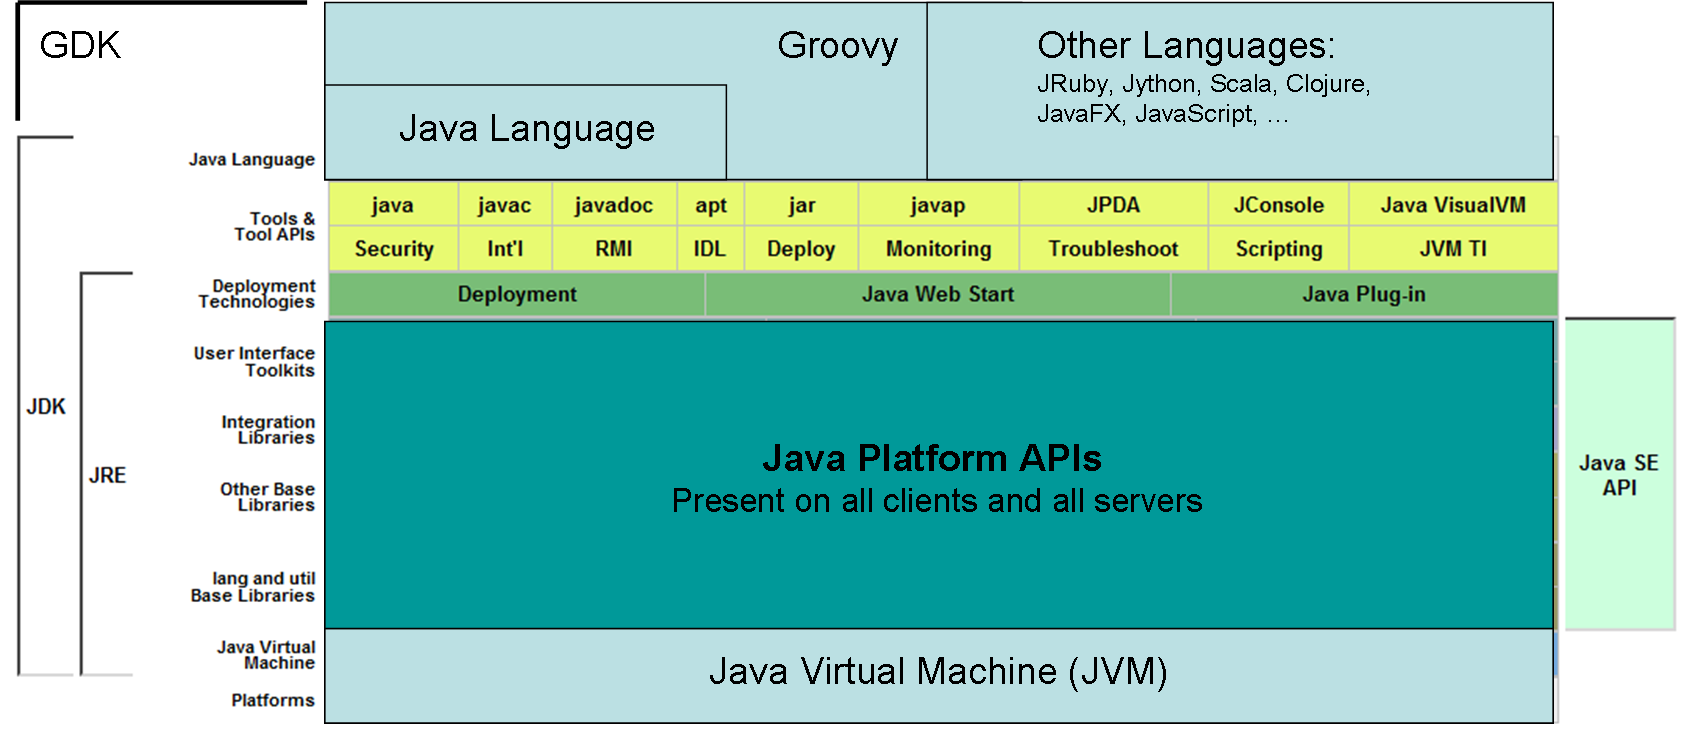 GDK
Groovy
Other Languages:
JRuby, Jython, Scala, Clojure,
JavaFX, JavaScript, ...
Java Language
Java Language
Tools &
Tool APIs
java javac javadoc apt jar javap JPDA JConsole Java VisualVM
Security Int'l RMI IDL Deploy Monitoring Troubleshoot Scripting JVM TI
Deployment
Technologies
Deployment Java Web Start Java Plug-in
User Interface
Toolkits
JDK
Integration
Libraries
JRE
Other Base
Libraries
Java Platform APIs
Present on all clients and all servers
Java SE
API
lang and util
Base Libraries
Java Virtual
Machine
Java Virtual Machine (JVM)
Platforms